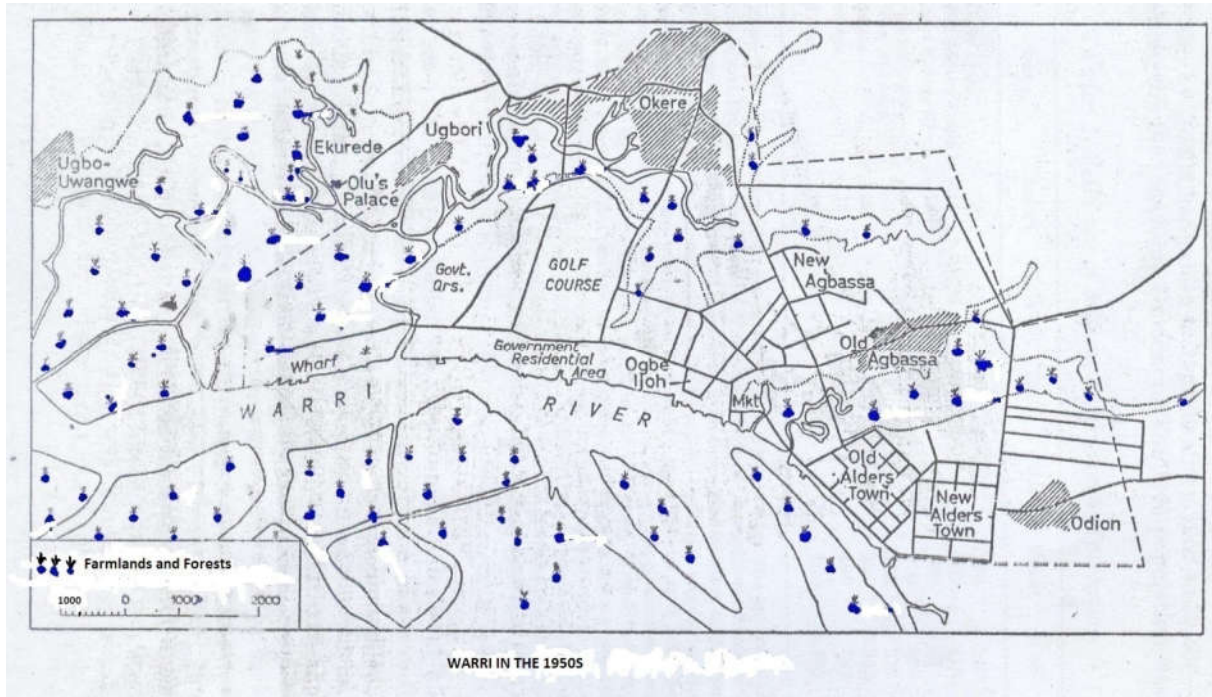 Okere
Ugbori
Ekurede
Ugbo-
Uwangwe
Olu's
Palace
Govt.
Qrs.
GOLF
COURSE
New
Agbassa
Old
Agbassa
Wharf
Government
Residential
Area
Ogbe
Ijoh
WARRI
RIVER
Mkt
Old
Alders
Town
New
Alders
Town
Odion
Farmlands and Forests
1000 0 1000 2000
WARRI IN THE 1950S